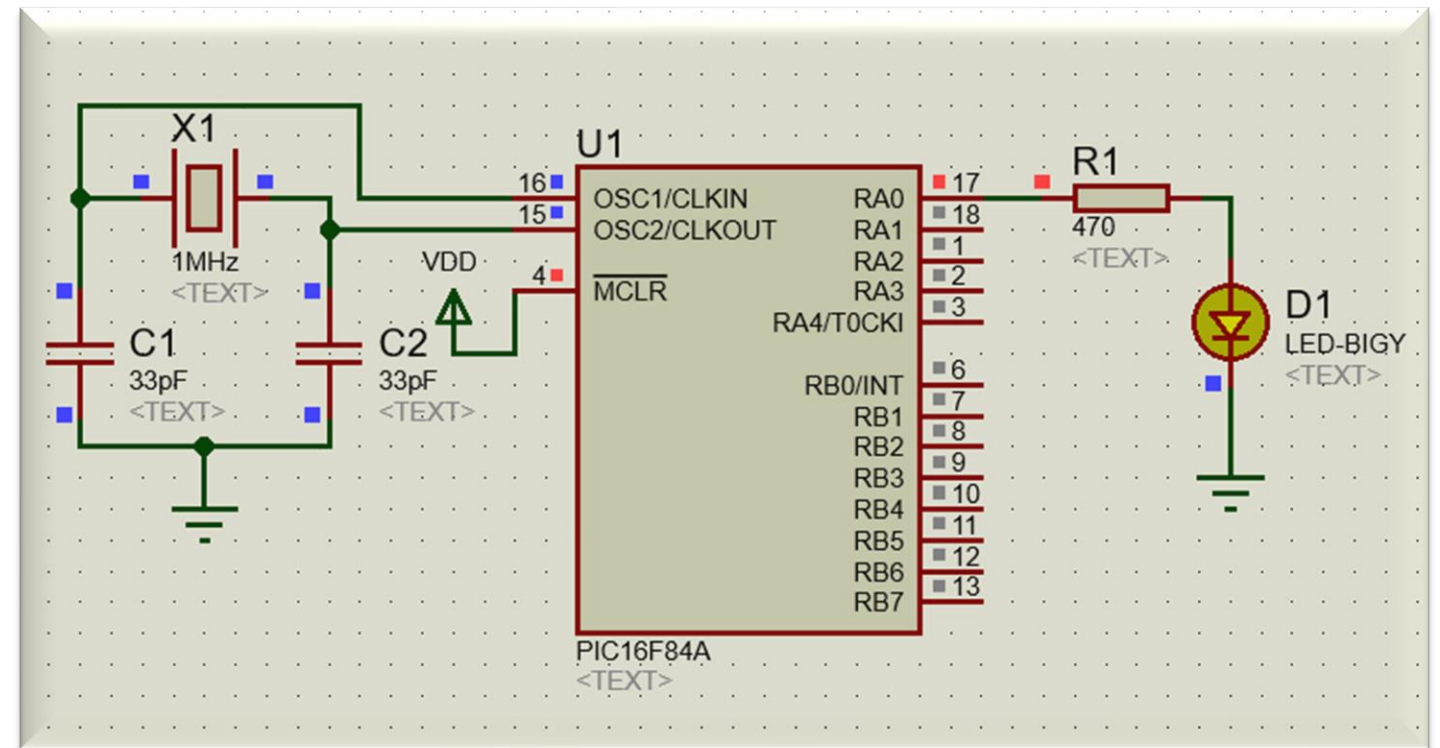 X1
1MHz
<TEXT>
C1
33pF
<TEXT>
C2
33pF
<TEXT>
VDD
U1
16 OSC1/CLKIN
15 OSC2/CLKOUT
4 MCLR
RA0 17
RA1 18
RA2 1
RA3 2
RA4/T0CKI 3
RB0/INT 6
RB1 7
RB2 8
RB3 9
RB4 10
RB5 11
RB6 12
RB7 13
PIC16F84A
<TEXT>
R1
470
<TEXT>
D1
LED-BIGY
<TEXT>